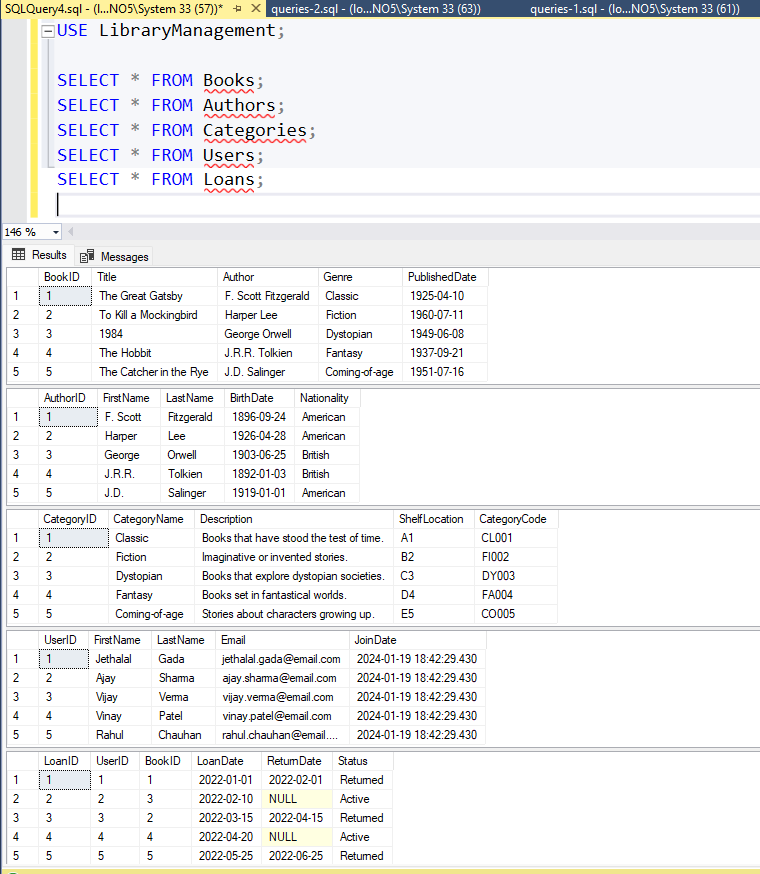 SQLQuery4.sql - (l...NO5\System 33 (57))* queries-2.sql - (lo...NO5\System 33 (63)) queries-1.sql - (lo...NO5\System 33 (61))
USE LibraryManagement;
SELECT * FROM Books;
SELECT * FROM Authors;
SELECT * FROM Categories;
SELECT * FROM Users;
SELECT * FROM Loans;
146 %
Results Messages
BookID Title Author Genre PublishedDate
1 1 The Great Gatsby F. Scott Fitzgerald Classic 1925-04-10
2 2 To Kill a Mockingbird Harper Lee Fiction 1960-07-11
3 3 1984 George Orwell Dystopian 1949-06-08
4 4 The Hobbit J.R.R. Tolkien Fantasy 1937-09-21
5 5 The Catcher in the Rye J.D. Salinger Coming-of-age 1951-07-16
AuthorID FirstName LastName BirthDate Nationality
1 1 F. Scott Fitzgerald 1896-09-24 American
2 2 Harper Lee 1926-04-28 American
3 3 George Orwell 1903-06-25 British
4 4 J.R.R. Tolkien 1892-01-03 British
5 5 J.D. Salinger 1919-01-01 American
CategoryID CategoryName Description ShelfLocation CategoryCode
1 1 Classic Books that have stood the test of time. A1 CL001
2 2 Fiction Imaginative or invented stories. B2 FI002
3 3 Dystopian Books that explore dystopian societies. C3 DY003
4 4 Fantasy Books set in fantastical worlds. D4 FA004
5 5 Coming-of-age Stories about characters growing up. E5 CO005
UserID FirstName LastName Email JoinDate
1 1 Jethalal Gada jethalal.gada@email.com 2024-01-19 18:42:29.430
2 2 Ajay Sharma ajay.sharma@email.com 2024-01-19 18:42:29.430
3 3 Vijay Verma vijay.verma@email.com 2024-01-19 18:42:29.430
4 4 Vinay Patel vinay.patel@email.com 2024-01-19 18:42:29.430
5 5 Rahul Chauhan rahul.chauhan@email.... 2024-01-19 18:42:29.430
LoanID UserID BookID LoanDate ReturnDate Status
1 1 1 1 2022-01-01 2022-02-01 Returned
2 2 2 3 2022-02-10 NULL Active
3 3 3 2 2022-03-15 2022-04-15 Returned
4 4 4 4 2022-04-20 NULL Active
5 5 5 5 2022-05-25 2022-06-25 Returned